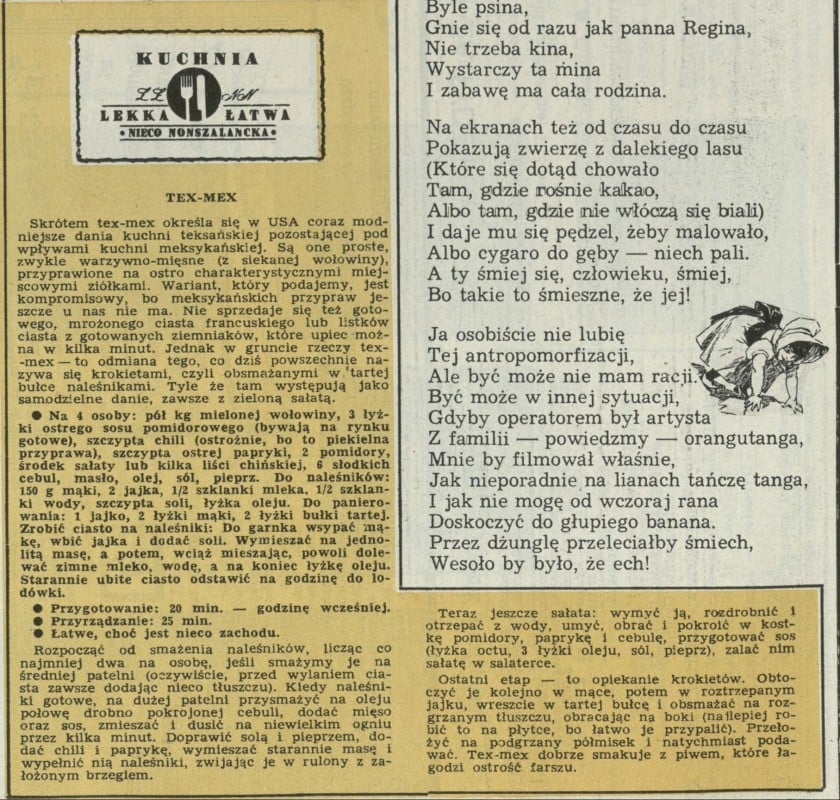 KUCHNIA
LL NN
LEKKA ŁATWA
• NIECO NONSZALANCKA •
TEX-MEX
Skrótem tex-mex określa się w USA coraz mod-
niejsze dania kuchni teksańskiej pozostającej pod
wpływami kuchni meksykańskiej. Są one proste,
zwykle warzywno-mięsne (z siekanej wołowiny),
przyprawione na ostro charakterystycznymi miej-
scowymi ziółkami. Wariant, który podajemy, jest
kompromisowy, bo meksykańskich przypraw je-
szcze u nas nie ma. Nie sprzedaje się też goto-
wego, mrożonego ciasta francuskiego lub listków
ciasta z gotowanych ziemniaków, które upiec moż-
na w kilka minut. Jednak w gruncie rzeczy tex-
-mex — to odmiana tego, co dziś powszechnie na-
zywa się krokietami, czyli obsmażanymi w tartej
bułce naleśnikami. Tyle że tam występują jako
samodzielne danie, zawsze z zieloną sałatą.
● Na 4 osoby: pół kg mielonej wołowiny, 3 łyż-
ki ostrego sosu pomidorowego (bywają na rynku
gotowe), szczypta chili (ostrożnie, bo to piekielna
przyprawa), szczypta ostrej papryki, 2 pomidory,
środek sałaty lub kilka liści chińskiej, 6 słodkich
cebul, masło, olej, sól, pieprz. Do naleśników:
150 g mąki, 2 jajka, 1/2 szklanki mleka, 1/2 szklan-
ki wody, szczypta soli, łyżka oleju. Do paniero-
wania: 1 jajko, 2 łyżki mąki, 2 łyżki bułki tartej.
Zrobić ciasto na naleśniki: Do garnka wsypać mą-
kę, wbić jajka i dodać soli. Wymieszać na jedno-
litą masę, a potem, wciąż mieszając, powoli dole-
wać zimne mleko, wodę, a na koniec łyżkę oleju.
Starannie ubite ciasto odstawić na godzinę do lo-
dówki.
● Przygotowanie: 20 min. — godzinę wcześniej.
● Przyrządzanie: 25 min.
● Łatwe, choć jest nieco zachodu.
Rozpocząć od smażenia naleśników, licząc co
najmniej dwa na osobę, jeśli smażymy je na
średniej patelni (oczywiście, przed wylaniem cia-
sta zawsze dodając nieco tłuszczu). Kiedy naleśni-
ki gotowe, na dużej patelni przysmażyć na oleju
połowę drobno pokrojonej cebuli, dodać mięso
oraz sos, zmieszać i dusić na niewielkim ogniu
przez kilka minut. Doprawić solą i pieprzem, do-
dać chili i paprykę, wymieszać starannie masę i
wypełnić nią naleśniki, zwijając je w rulony z za-
łożonym brzegiem.
Teraz jeszcze sałata: wymyć ją, rozdrobnić i
otrzepać z wody, umyć, obrać i pokroić w kost-
kę pomidory, paprykę i cebulę, przygotować sos
(łyżka octu, 3 łyżki oleju, sól, pieprz), zalać nim
sałatę w salaterce.
Ostatni etap — to opiekanie krokietów. Obto-
czyć je kolejno w mące, potem w roztrzepanym
jajku, wreszcie w tartej bułce i obsmażać na roz-
grzanym tłuszczu, obracając na boki (najlepiej ro-
bić to na płytce, bo łatwo je przypalić). Przeło-
żyć na podgrzany półmisek i natychmiast poda-
wać. Tex-mex dobrze smakuje z piwem, które ła-
godzi ostrość farszu.
Byle psina,
Gnie się od razu jak panna Regina,
Nie trzeba kina,
Wystarczy ta mina
I zabawę ma cała rodzina.
Na ekranach też od czasu do czasu
Pokazują zwierzę z dalekiego lasu
(Które się dotąd chowało
Tam, gdzie rośnie kakao,
Albo tam, gdzie nie włóczą się biali)
I daje mu się pędzel, żeby malowało,
Albo cygaro do gęby — niech pali.
A ty śmiej się, człowieku, śmiej,
Bo takie to śmieszne, że jej!
Ja osobiście nie lubię
Tej antropomorfizacji,
Ale być może nie mam racji.
Być może w innej sytuacji,
Gdyby operatorem był artysta
Z familii — powiedzmy — orangutanga,
Mnie by filmował właśnie,
Jak nieporadnie na lianach tańczę tanga,
I jak nie mogę od wczoraj rana
Doskoczyć do głupiego banana.
Przez dżunglę przeleciałby śmiech,
Wesoło by było, że ech!